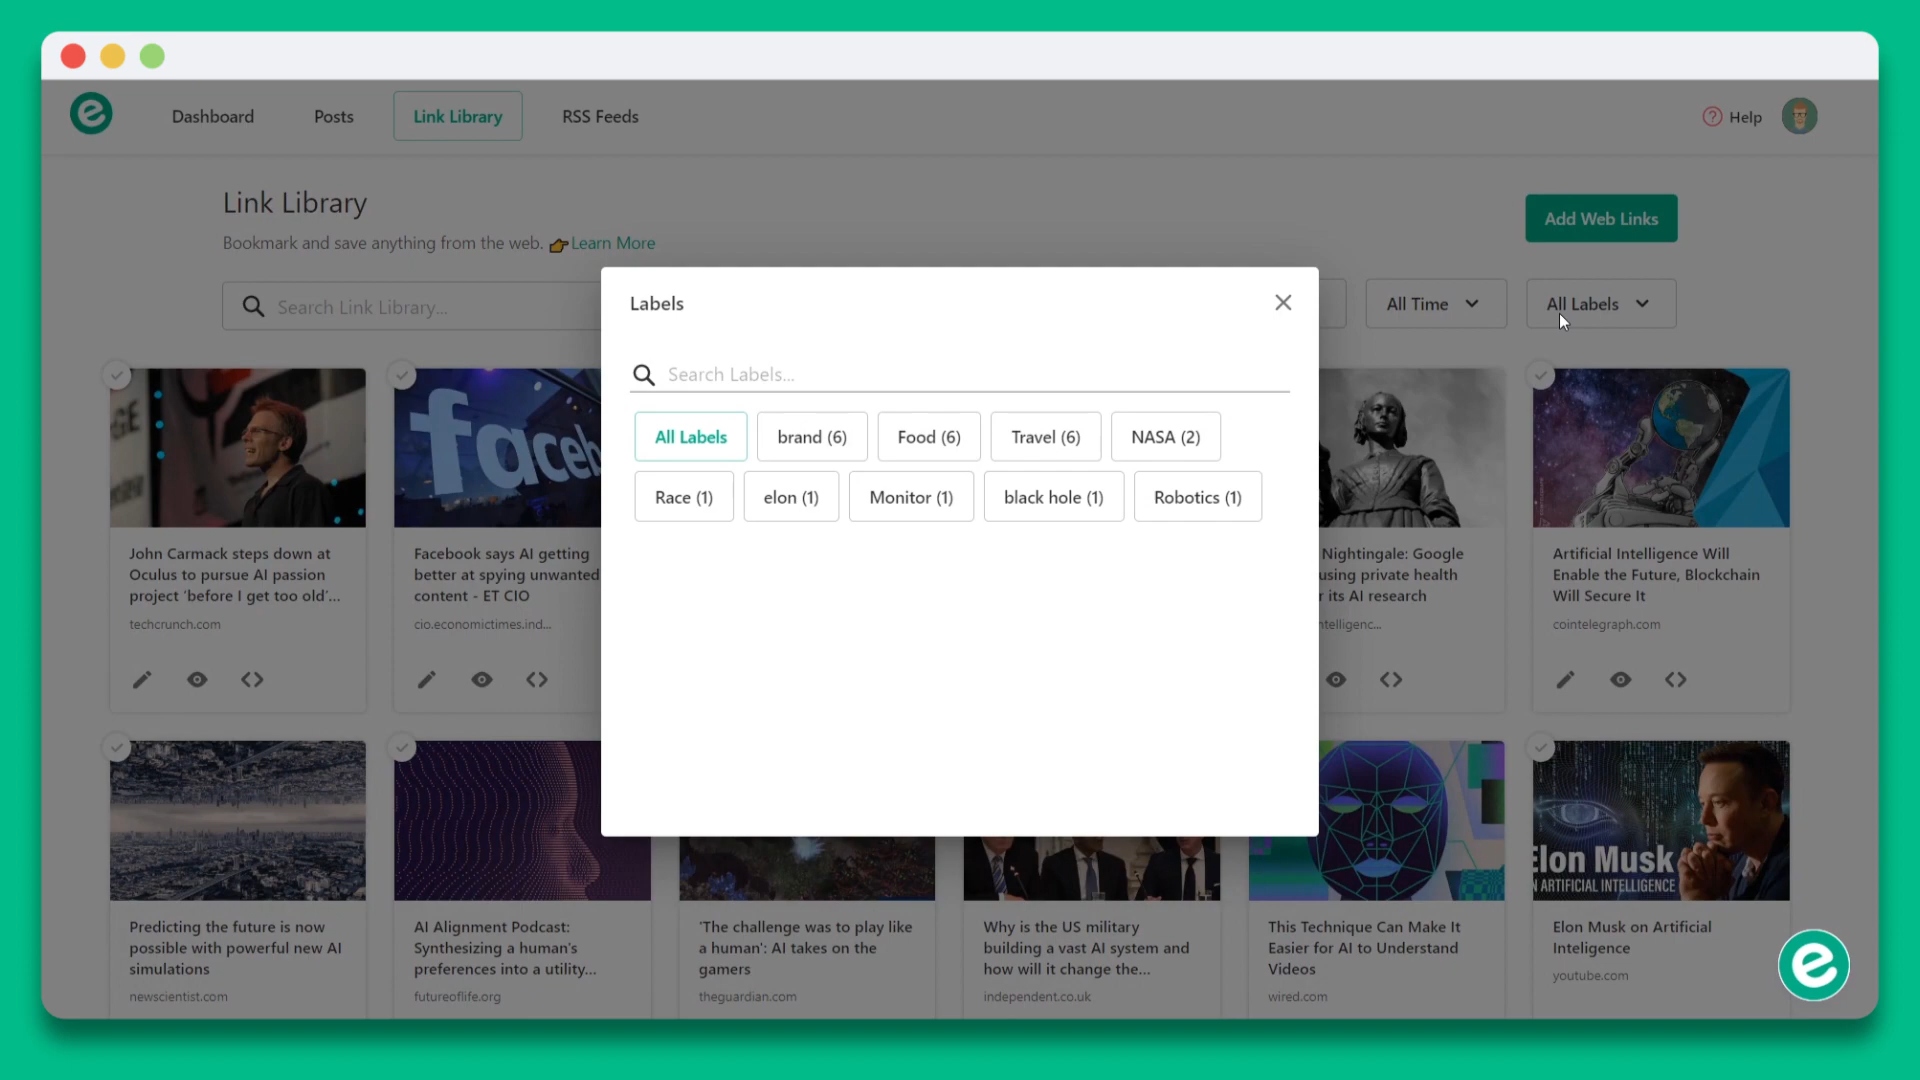 Dashboard
Posts
Link Library
RSS Feeds
Help
Link Library
Bookmark and save anything from the web. 👉Learn More
Add Web Links
Search Link Library...
All Time
All Labels
Labels
Search Labels...
All Labels
brand (6)
Food (6)
Travel (6)
NASA (2)
Race (1)
elon (1)
Monitor (1)
black hole (1)
Robotics (1)
GE
faceb
John Carmack steps down at
Oculus to pursue AI passion
project ‘before I get too old’...
techcrunch.com
Facebook says AI getting
better at spying unwanted
content - ET CIO
cio.economictimes.ind...
Nightingale: Google
using private health
r its AI research
ntelligenc...
Artificial Intelligence Will
Enable the Future, Blockchain
Will Secure It
cointelegraph.com
Elon Musk
N ARTIFICIAL INTELLIGENCE
Predicting the future is now
possible with powerful new AI
simulations
newscientist.com
AI Alignment Podcast:
Synthesizing a human’s
preferences into a utility...
futureoflife.org
'The challenge was to play like
a human': AI takes on the
gamers
theguardian.com
Why is the US military
building a vast AI system and
how will it change the...
independent.co.uk
This Technique Can Make It
Easier for AI to Understand
Videos
wired.com
Elon Musk on Artificial
Inteligence
youtube.com